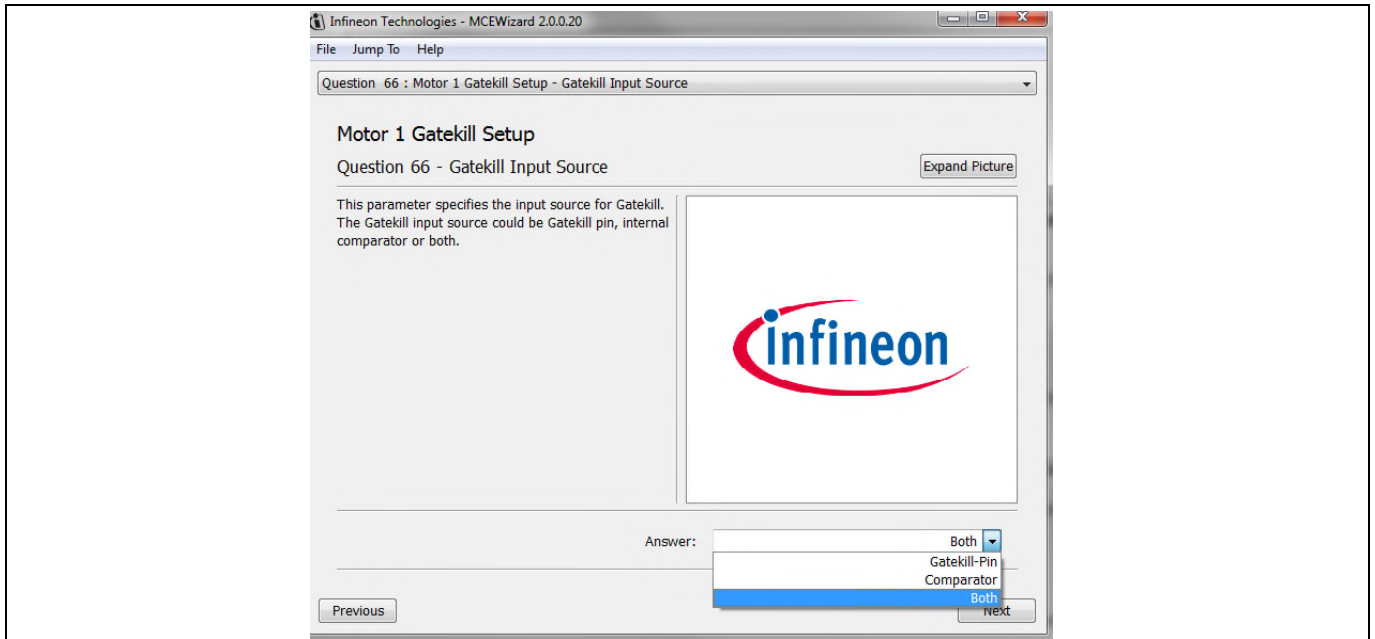 Infineon Technologies - MCEWizard 2.0.0.20
File Jump To Help
Question 66 : Motor 1 Gatekill Setup - Gatekill Input Source
Motor 1 Gatekill Setup
Question 66 - Gatekill Input Source
Expand Picture
This parameter specifies the input source for Gatekill.
The Gatekill input source could be Gatekill pin, internal
comparator or both.
infineon
Answer:
Both
Gatekill-Pin
Comparator
Both
Previous
Next